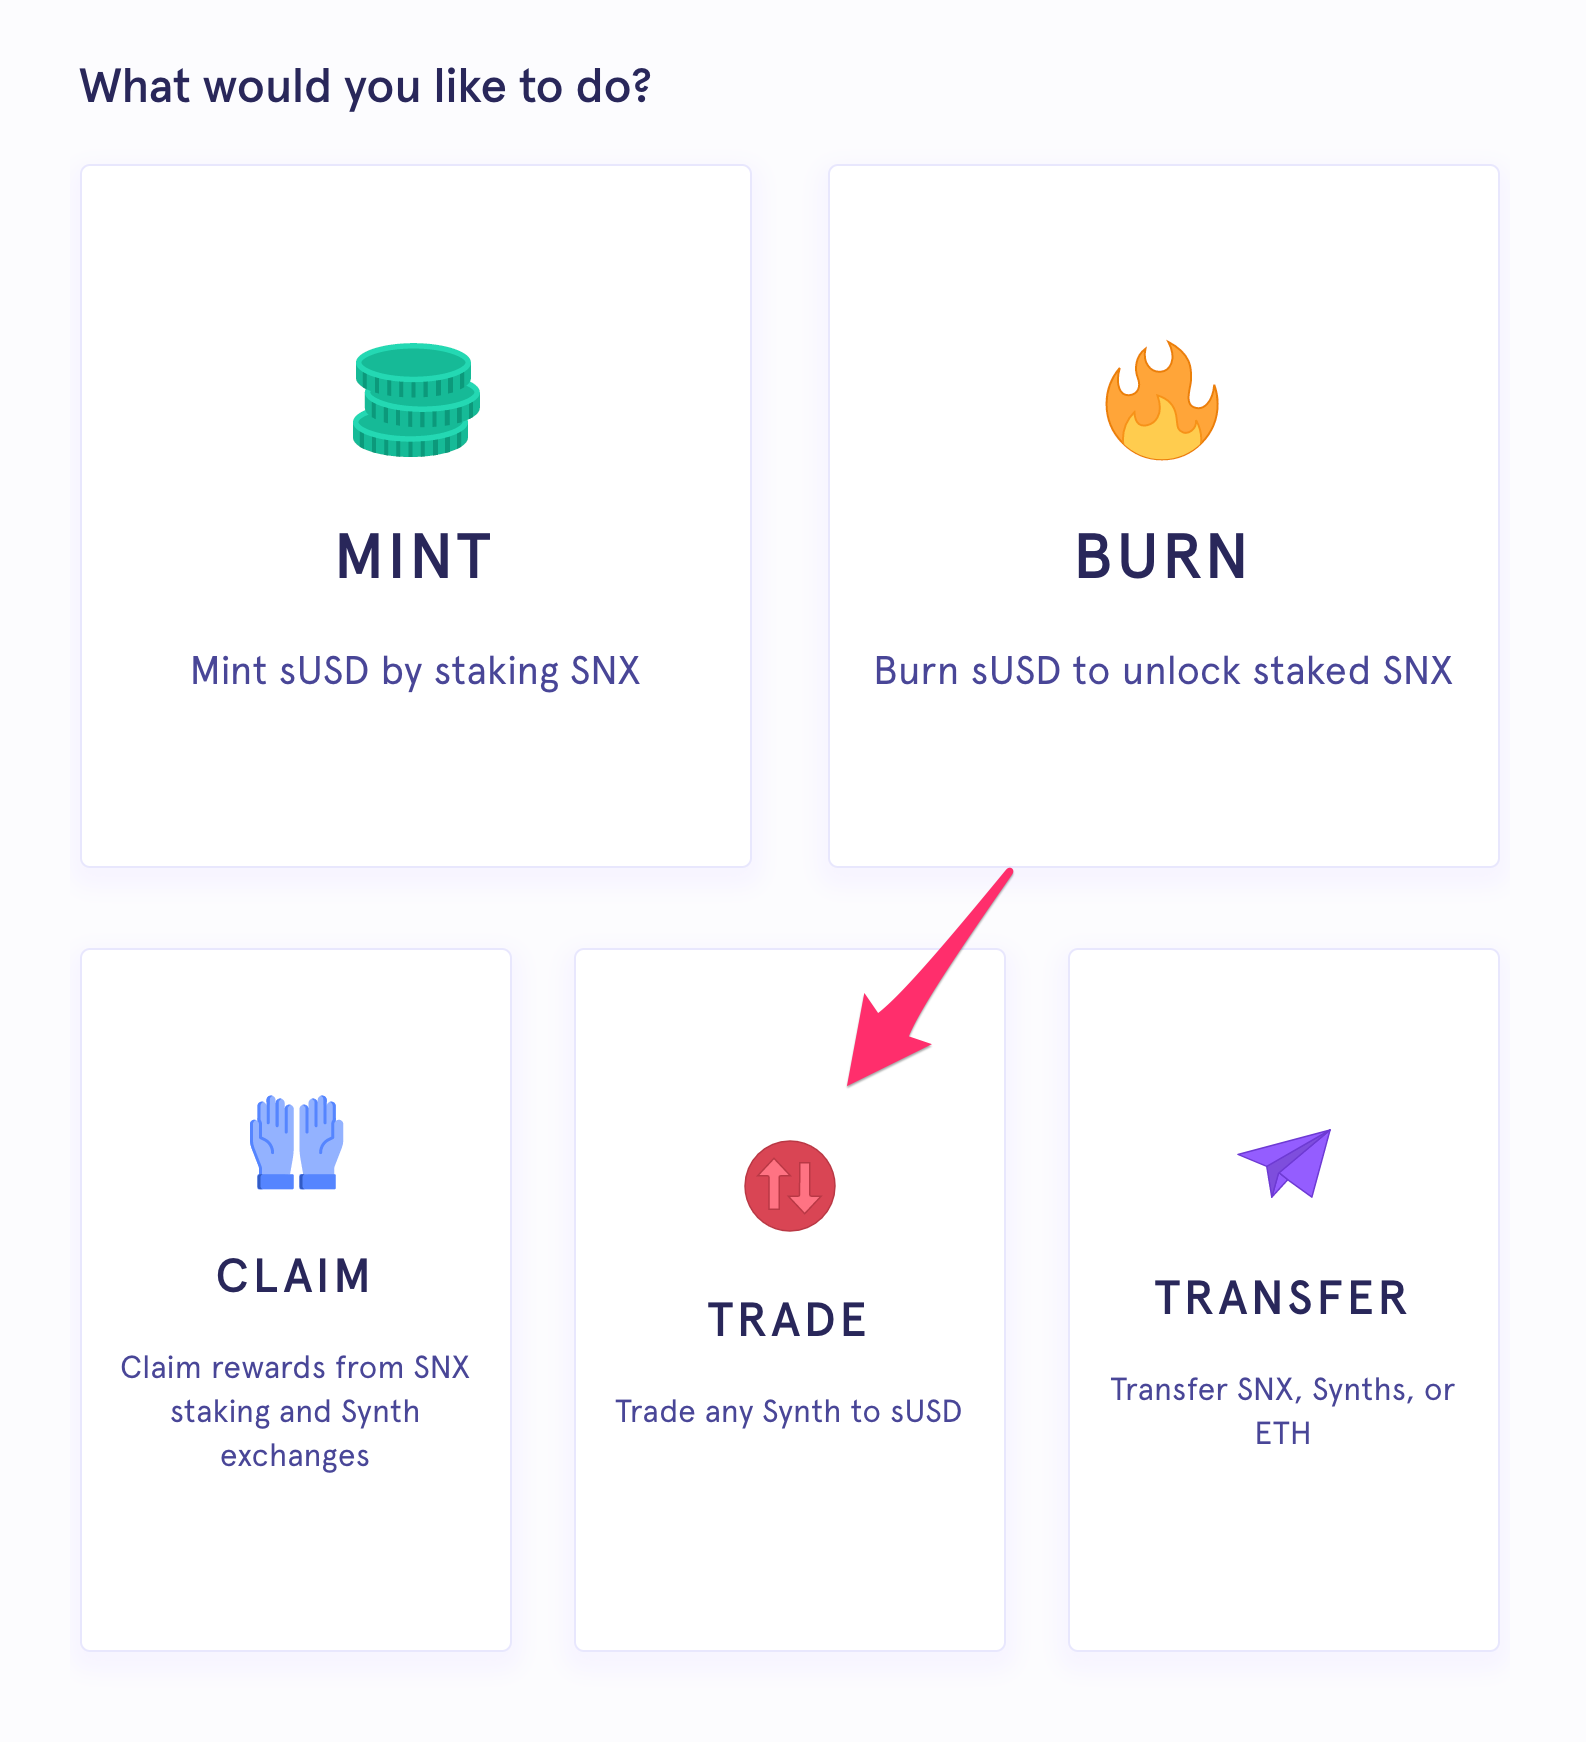 What would you like to do?
MINT
Mint sUSD by staking SNX
BURN
Burn sUSD to unlock staked SNX
CLAIM
Claim rewards from SNX
staking and Synth
exchanges
TRADE
Trade any Synth to sUSD
TRANSFER
Transfer SNX, Synths, or
ETH